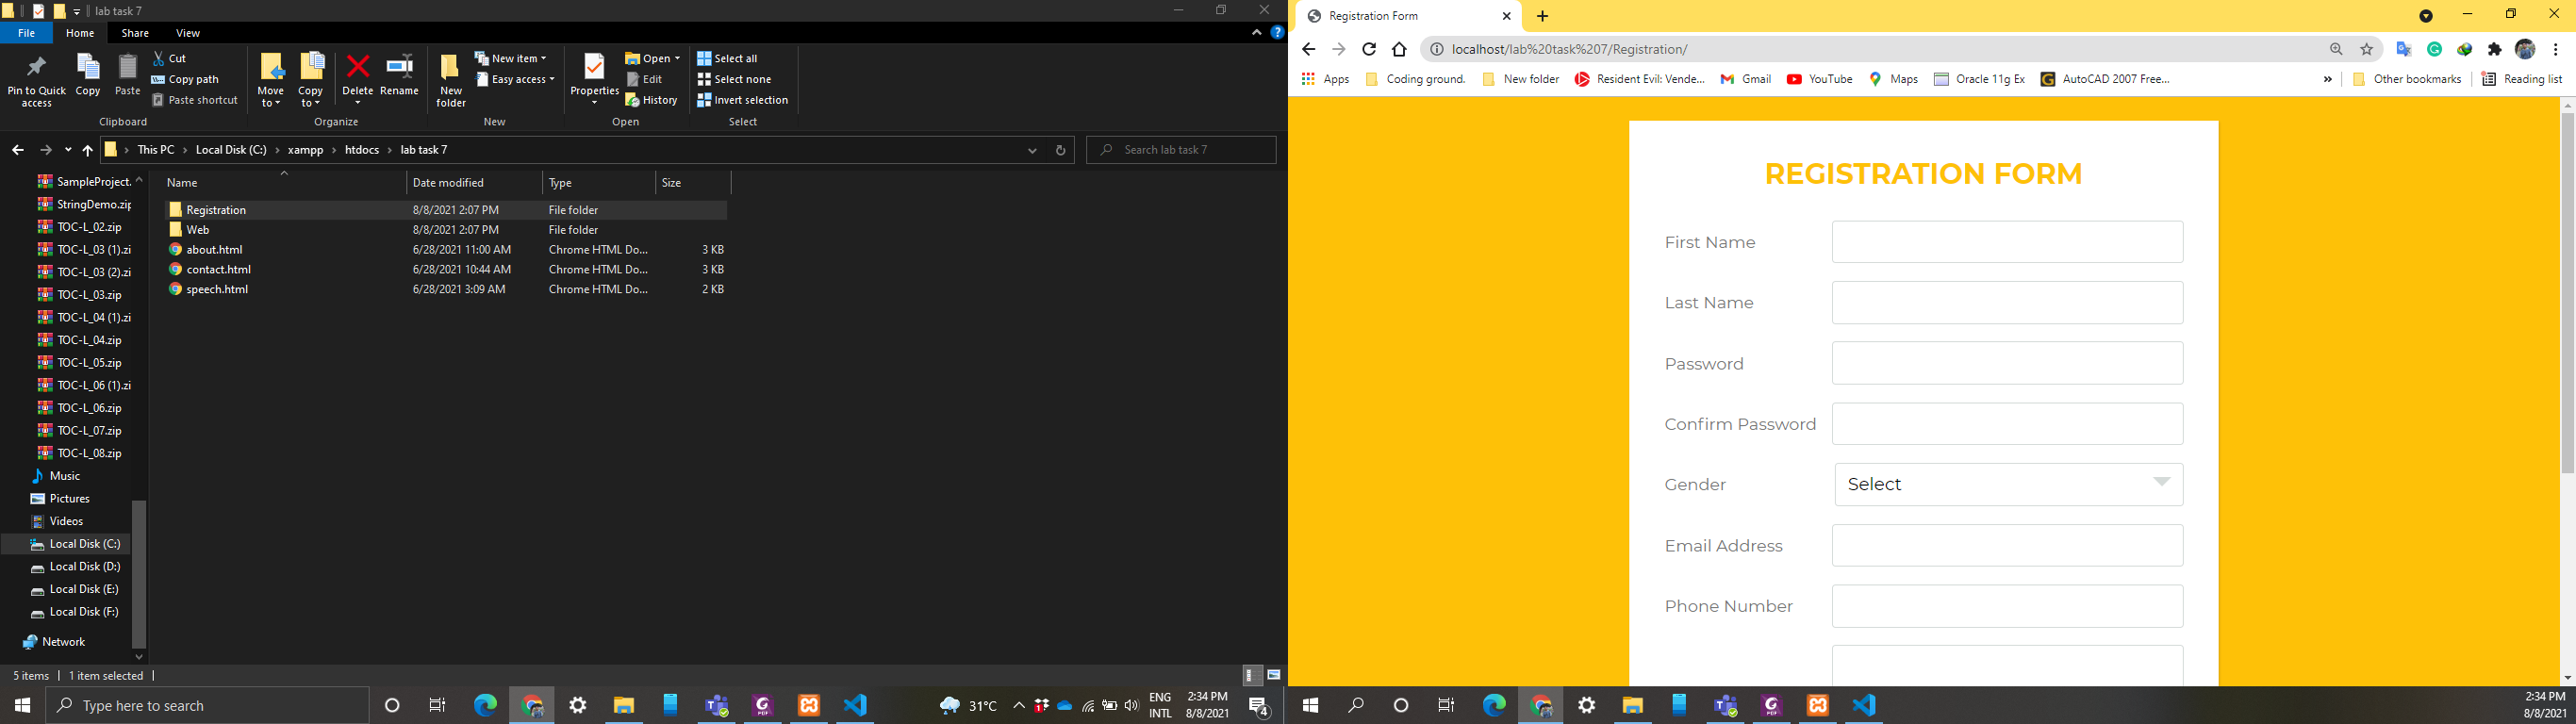 lab task 7
File
Home
Share
View
Pin to Quick access
Copy
Paste
Cut
Copy path
Paste shortcut
Clipboard
Move to
Copy to
Delete
Rename
Organize
New folder
New item
Easy access
New
Properties
Open
Edit
History
Open
Select all
Select none
Invert selection
Select
This PC
Local Disk (C:)
xampp
htdocs
lab task 7
Search lab task 7
SampleProject.
StringDemo.zip
TOC-L_02.zip
TOC-L_03 (1).zi
TOC-L_03 (2).zi
TOC-L_03.zip
TOC-L_04 (1).zi
TOC-L_04.zip
TOC-L_05.zip
TOC-L_06 (1).zi
TOC-L_06.zip
TOC-L_07.zip
TOC-L_08.zip
Music
Pictures
Videos
Local Disk (C:)
Local Disk (D:)
Local Disk (E:)
Local Disk (F:)
Network
Name Date modified Type Size
Registration 8/8/2021 2:07 PM File folder
Web 8/8/2021 2:07 PM File folder
about.html 6/28/2021 11:00 AM Chrome HTML Do... 3 KB
contact.html 6/28/2021 10:44 AM Chrome HTML Do... 3 KB
speech.html 6/28/2021 3:09 AM Chrome HTML Do... 2 KB
5 items
1 item selected
Type here to search
31°C
ENG
INTL
2:34 PM
8/8/2021
4
Registration Form
localhost/lab%20task%207/Registration/
Apps
Coding ground.
New folder
Resident Evil: Vende...
Gmail
YouTube
Maps
Oracle 11g Ex
AutoCAD 2007 Free...
»
Other bookmarks
Reading list
REGISTRATION FORM
First Name
Last Name
Password
Confirm Password
Gender
Select
Email Address
Phone Number
2:34 PM
8/8/2021